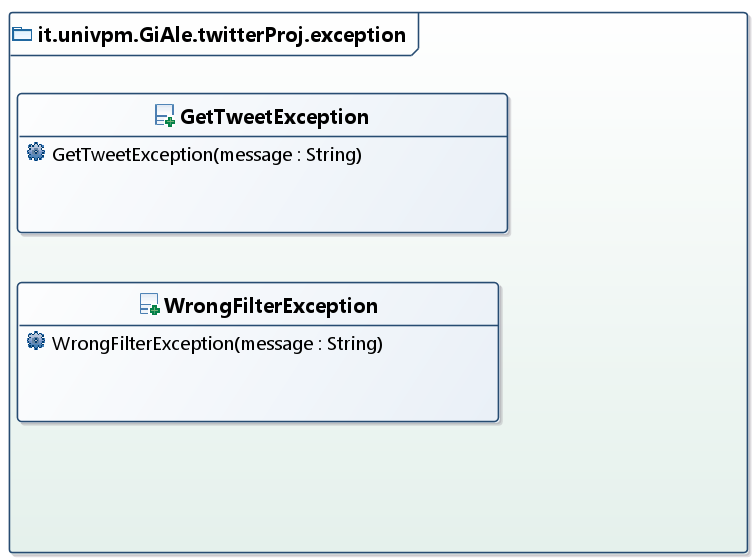 it.univpm.GiAle.twitterProj.exception
GetTweetException
GetTweetException(message : String)
WrongFilterException
WrongFilterException(message : String)